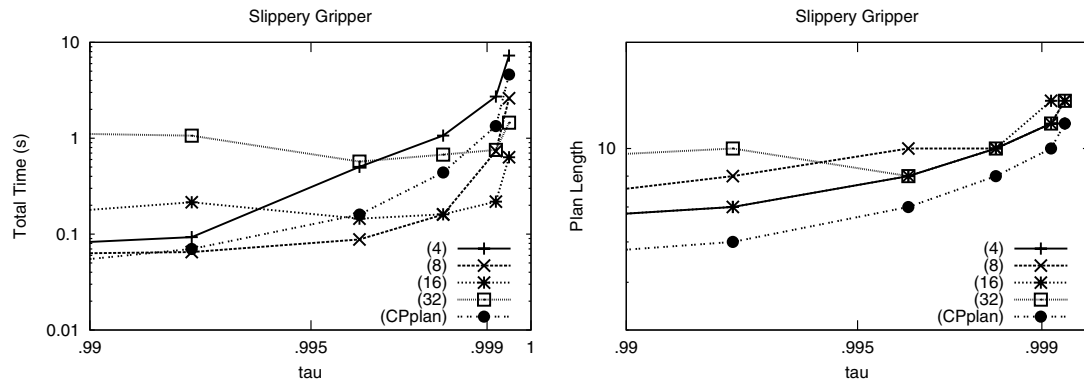 Slippery Gripper
10
1
0.1
0.01
Total Time (s)
.99
.995
.999
1
tau
(4)
(8)
(16)
(32)
(CPplan)
Slippery Gripper
10
Plan Length
.99
.995
.999
tau
(4)
(8)
(16)
(32)
(CPplan)